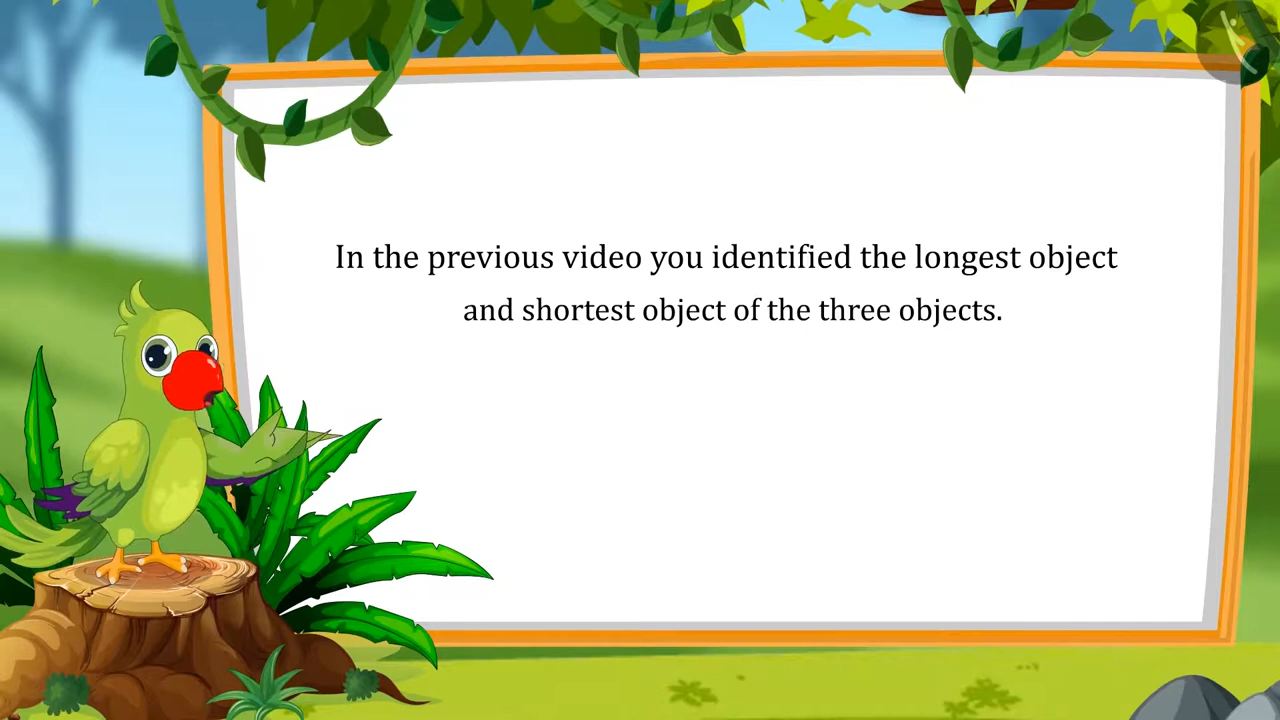 In the previous video you identified the longest object
and shortest object of the three objects.